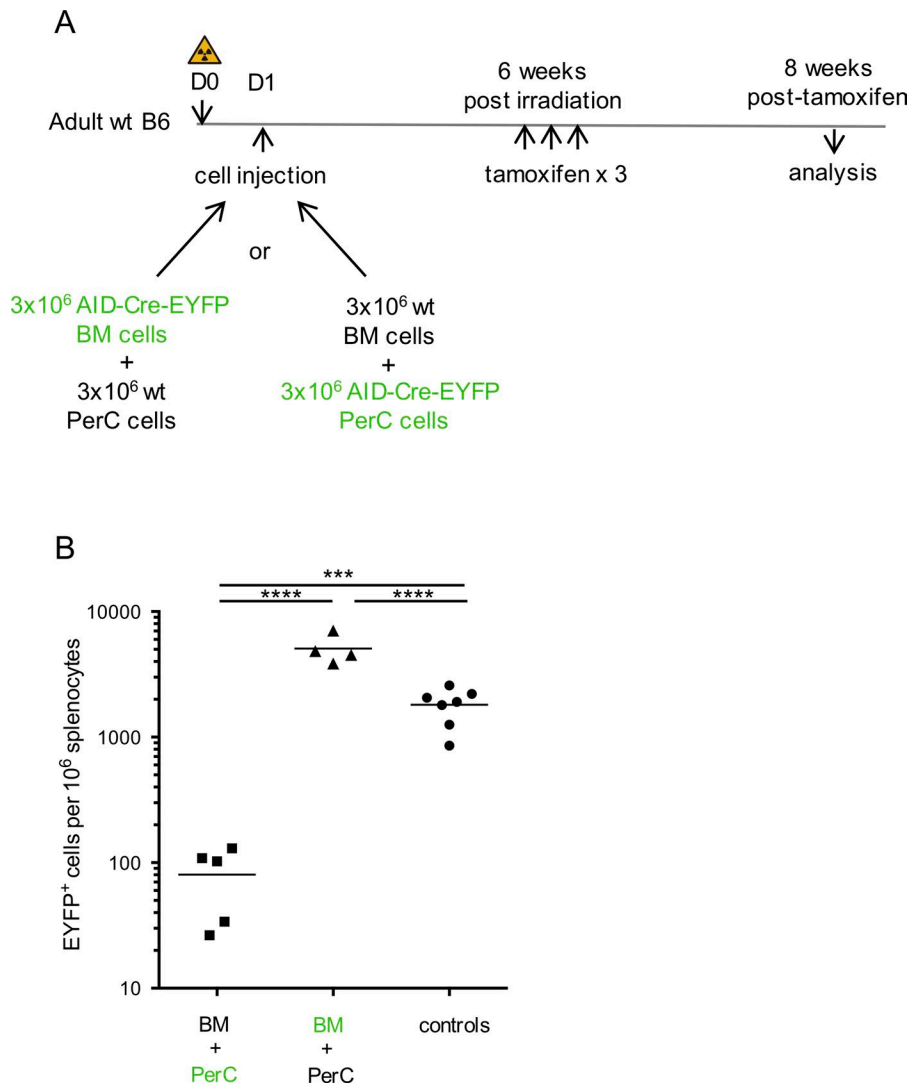 A
D0
D1
6 weeks
post irradiation
8 weeks
post-tamoxifen
Adult wt B6
cell injection
tamoxifen x 3
analysis
or
3x10⁶ AID-Cre-EYFP
BM cells
+
3x10⁶ wt
PerC cells
3x10⁶ wt
BM cells
+
3x10⁶ AID-Cre-EYFP
PerC cells
B
***
****
****
EYFP⁺ cells per 10⁶ splenocytes
10000
1000
100
10
BM
+
PerC
BM
+
PerC
controls